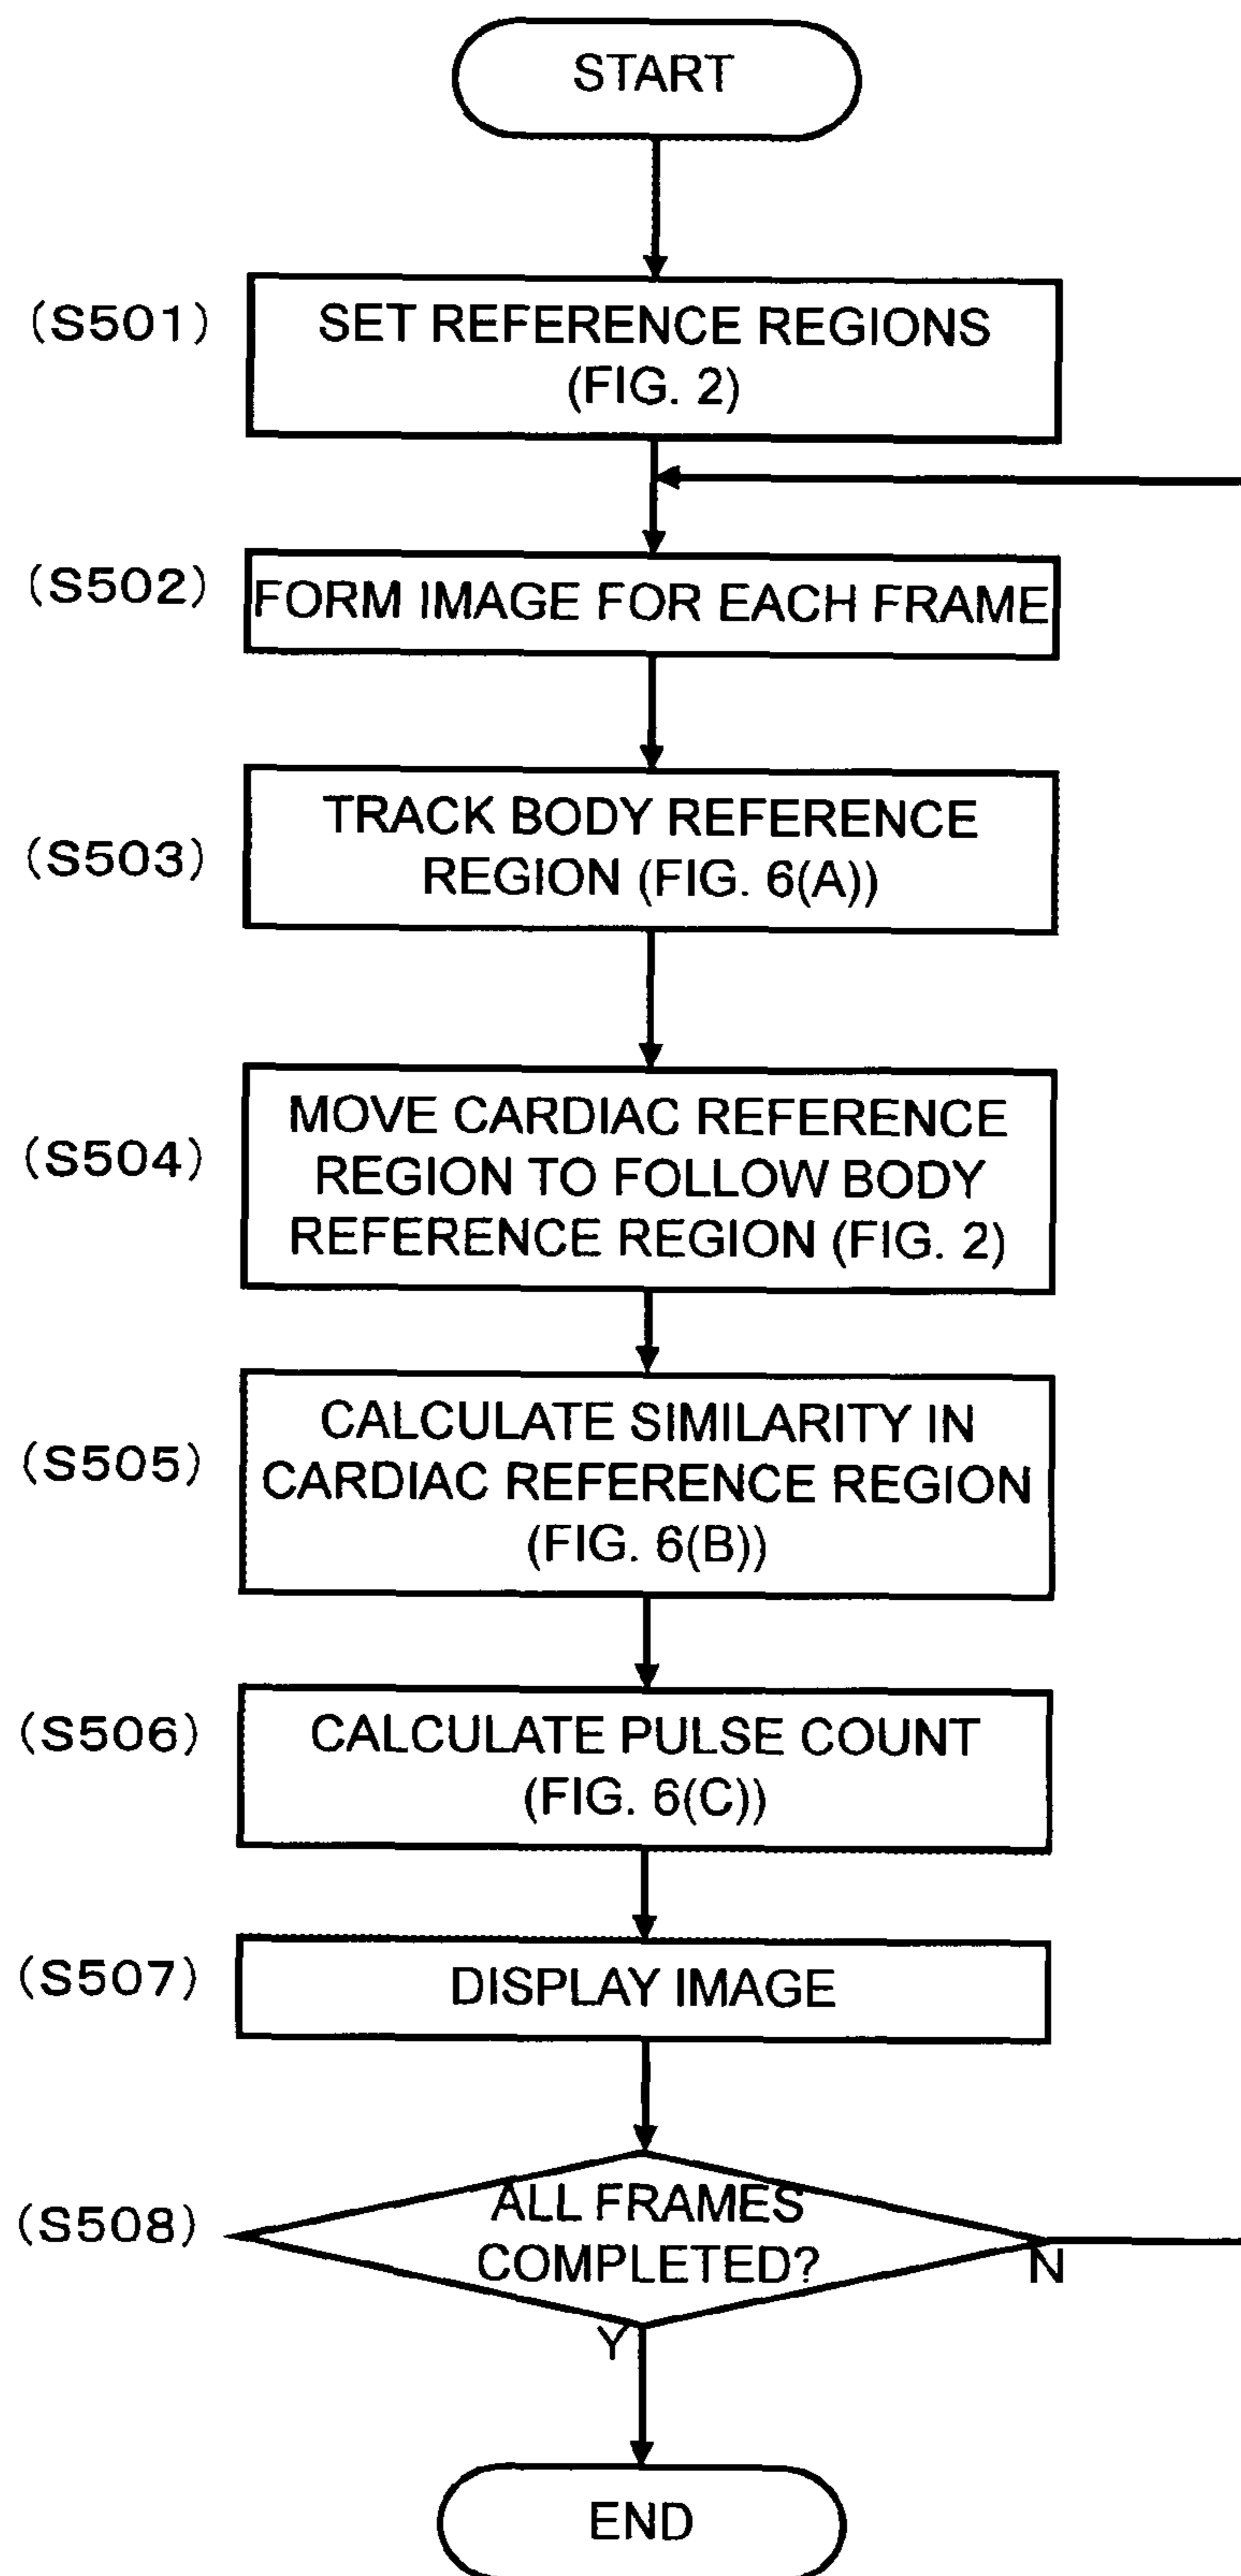 START
(S501)
SET REFERENCE REGIONS
(FIG. 2)
(S502)
FORM IMAGE FOR EACH FRAME
(S503)
TRACK BODY REFERENCE
REGION (FIG. 6(A))
(S504)
MOVE CARDIAC REFERENCE
REGION TO FOLLOW BODY
REFERENCE REGION (FIG. 2)
(S505)
CALCULATE SIMILARITY IN
CARDIAC REFERENCE REGION
(FIG. 6(B))
(S506)
CALCULATE PULSE COUNT
(FIG. 6(C))
(S507)
DISPLAY IMAGE
(S508)
ALL FRAMES
COMPLETED?
N
Y
END